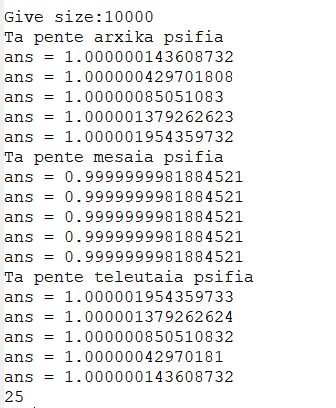 Give size:10000
Ta pente arxika psifia
ans = 1.000000143608732
ans = 1.000000429701808
ans = 1.00000085051083
ans = 1.000001379262623
ans = 1.000001954359732
Ta pente mesaia psifia
ans = 0.9999999981884521
ans = 0.9999999981884521
ans = 0.9999999981884521
ans = 0.9999999981884521
ans = 0.9999999981884521
Ta pente teleutaia psifia
ans = 1.000001954359733
ans = 1.000001379262624
ans = 1.000000850510832
ans = 1.00000042970181
ans = 1.000000143608732
25